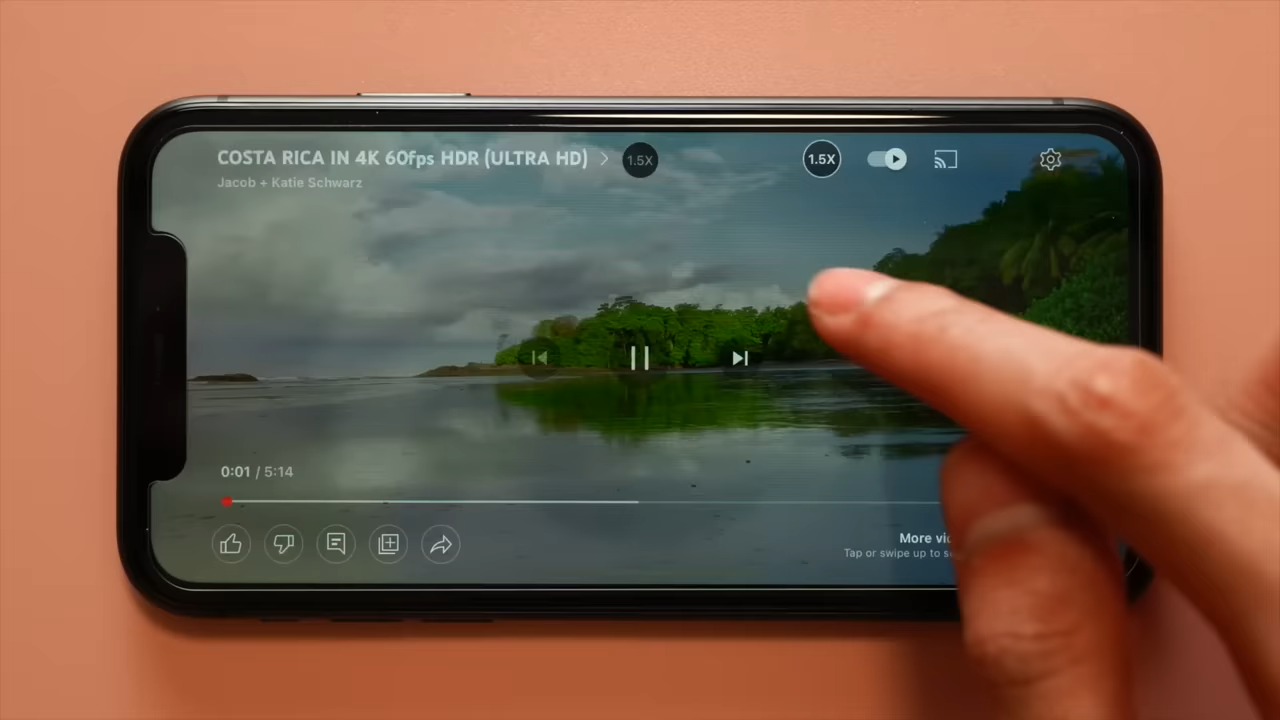 COSTA RICA IN 4K 60fps HDR (ULTRA HD)
1.5X
1.5X
Jacob + Katie Schwarz
0:01 / 5:14
More
Tap or swipe up to